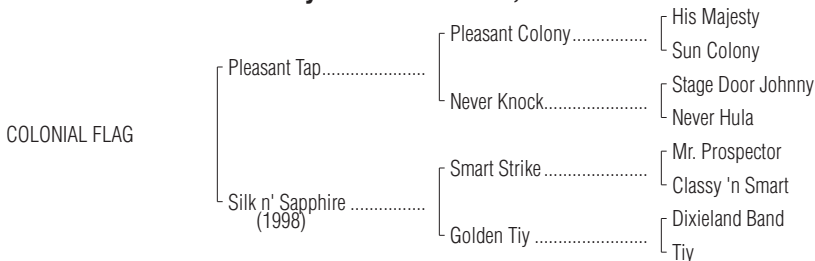 His Majesty
Pleasant Colony................
Sun Colony
Pleasant Tap.......................
Stage Door Johnny
Never Knock.......................
Never Hula
COLONIAL FLAG
Mr. Prospector
Smart Strike.......................
Classy 'n Smart
Silk n' Sapphire ................
(1998)
Dixieland Band
Golden Tiy .........................
Tiy